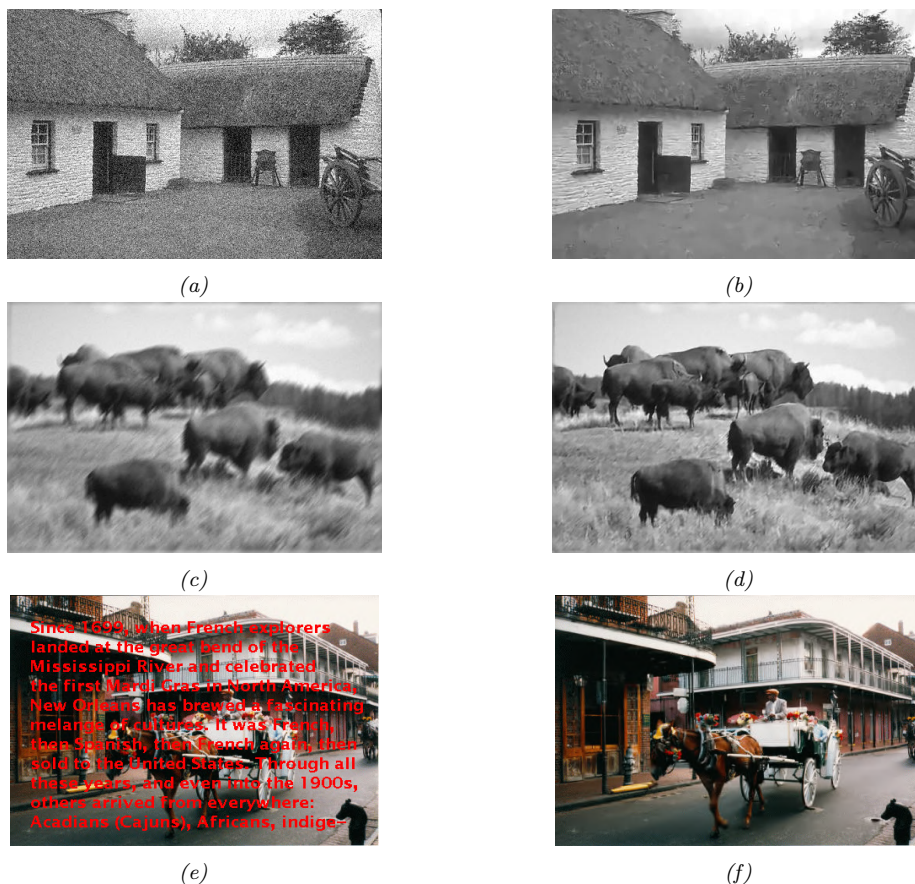 (a)
(b)
(c)
(d)
Since 1699, when French explorers
landed at the great bend of the
Mississippi River and celebrated
the first Mardi Gras in North America,
New Orleans has brewed a fascinating
melange of cultures. It was French,
then Spanish, then French again, then
sold to the United States. Through all
these years, and even into the 1900s,
others arrived from everywhere:
Acadians (Cajuns), Africans, indige-
(e)
(f)